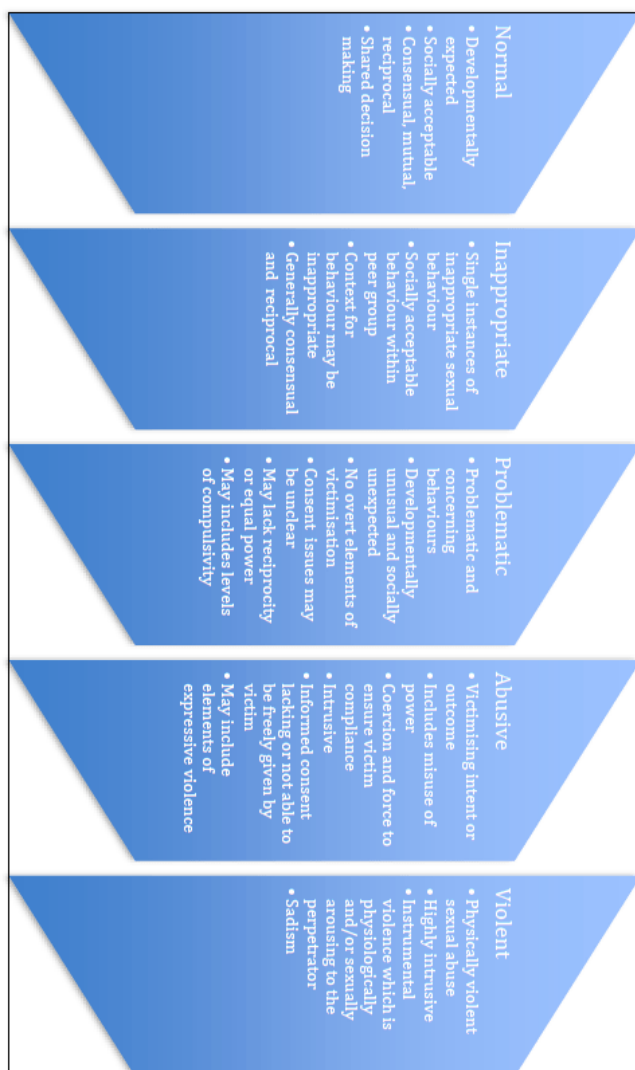 Normal
• Developmentally
expected
• Socially acceptable
• Consensual, mutual,
reciprocal
• Shared decision
making
Inappropriate
• Single instances of
inappropriate sexual
behaviour
• Socially acceptable
behaviour within
peer group
• Context for
behaviour may be
inappropriate
• Generally consensual
and reciprocal
Problematic
• Problematic and
concerning
behaviours
• Developmentally
unusual and socially
unexpected
• No overt elements of
victimisation
• Consent issues may
be unclear
• May lack reciprocity
or equal power
• May includes levels
of compulsivity
Abusive
• Victimising intent or
outcome
• Includes misuse of
power
• Coercion and force to
ensure victim
compliance
• Intrusive
• Informed consent
lacking or not able to
be freely given by
victim
• May include
elements of
expressive violence
Violent
• Physically violent
sexual abuse
• Highly intrusive
• Instrumental
violence which is
physiologically
and/or sexually
arousing to the
perpetrator
• Sadism